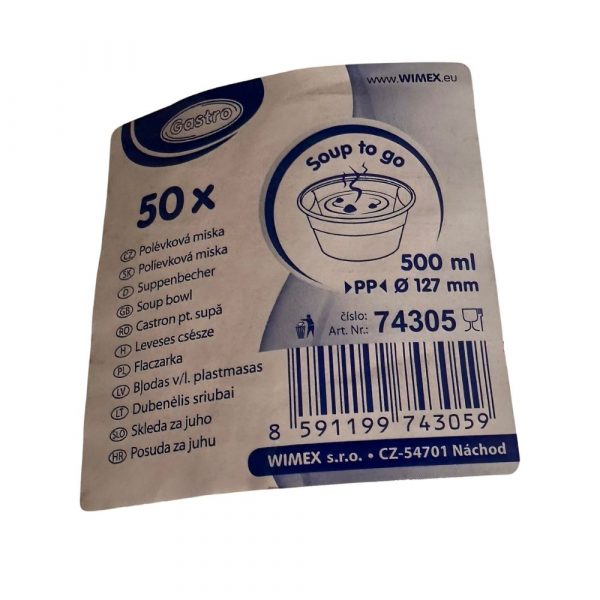 www.WIMEX.eu
Gastro
Soup to go
50 x
CZ Polévková miska
SK Polievková miska
D Suppenbecher
GB Soup bowl
RO Castron pt. supă
H Leveses csésze
PL Flaczarka
LV Bļodas v/l. plastmasas
LT Dubenėlis sriubai
SLO Skleda za juho
HR Posuda za juhu
500 ml
▶PP◀ Ø 127 mm
číslo:
Art. Nr.: 74305
8 591199 743059
WIMEX s.r.o. • CZ-54701 Náchod